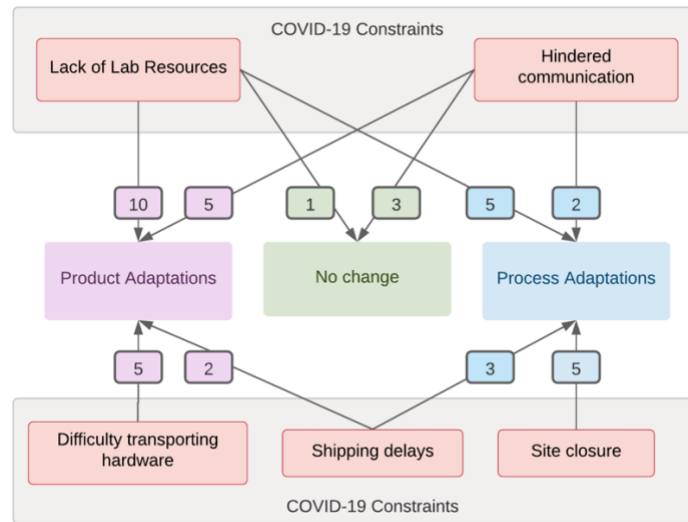 COVID-19 Constraints
Lack of Lab Resources
Hindered
communication
10
5
1
3
5
2
Product Adaptations
No change
Process Adaptations
5
2
3
5
Difficulty transporting
hardware
Shipping delays
Site closure
COVID-19 Constraints